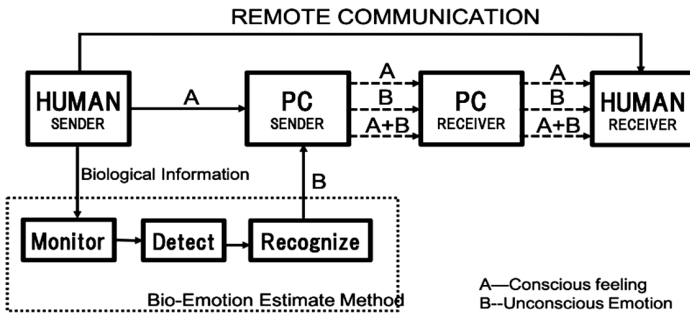 REMOTE COMMUNICATION
HUMAN
SENDER
A
PC
SENDER
A
B
A+B
PC
RECEIVER
A
B
A+B
HUMAN
RECEIVER
Biological Information
B
Monitor
Detect
Recognize
Bio-Emotion Estimate Method
A—Conscious feeling
B--Unconscious Emotion